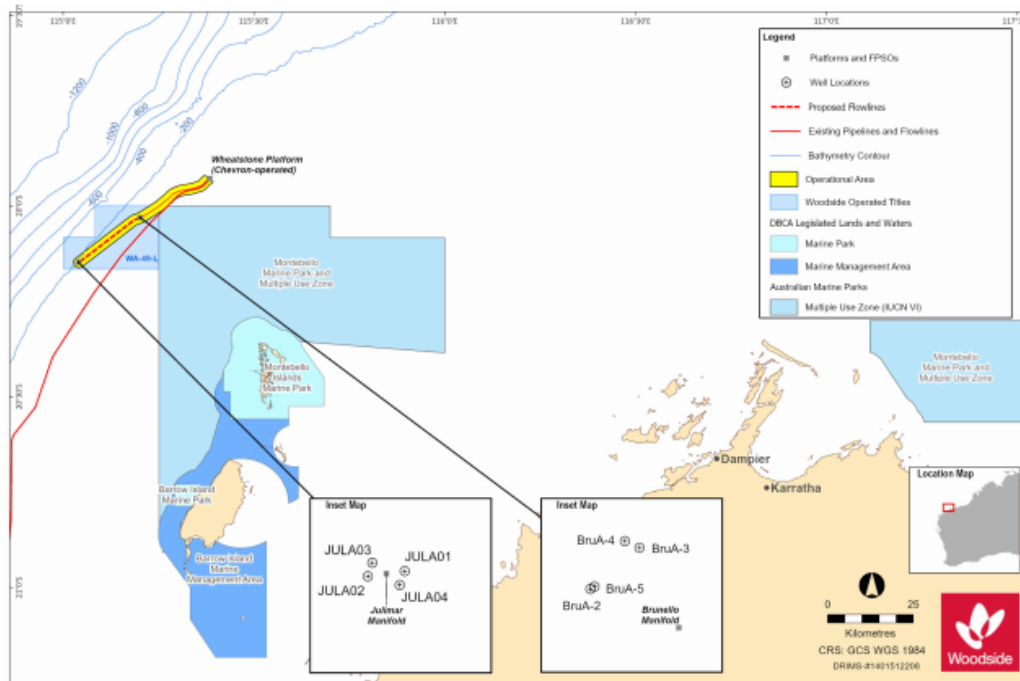 115°0'E
115°30'E
116°0'E
116°30'E
117°0'E
-1200
-1000
-800
-600
-400
-200
Wheatstone Platform
(Chevron-operated)
WA-49-L
Montebello
Marine Park and
Multiple Use Zone
Montebello
Islands
Marine Park
Barrow Island
Marine Park
Barrow Island
Marine
Management Area
20°30'S
21°0'S
Legend
Platforms and FPSOs
Well Locations
Proposed Flowlines
Existing Pipelines and Flowlines
Bathymetry Contour
Operational Area
Woodside Operated Titles
DBCA Legislated Lands and Waters
Marine Park
Marine Management Area
Australian Marine Parks
Multiple Use Zone (IUCN VI)
Montebello
Marine Park and
Multiple Use Zone
Dampier
Karratha
Location Map
Inset Map
JULA03
JULA01
JULA02
JULA04
Julimar
Manifold
Inset Map
BruA-4
BruA-3
BruA-5
BruA-2
Brunello
Manifold
0
25
Kilometres
CRS: GCS WGS 1984
DRIMS-#1401512206
Woodside